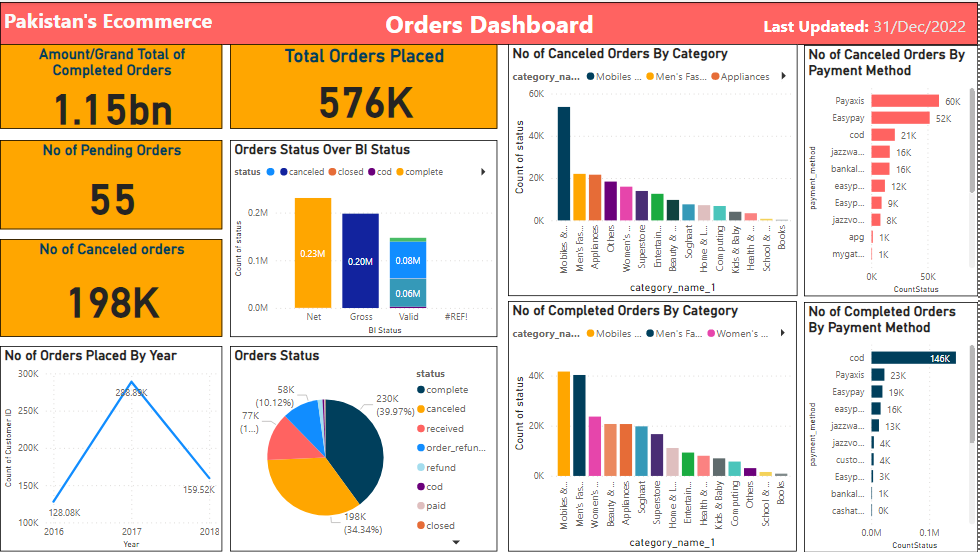 Pakistan's Ecommerce
Orders Dashboard
Last Updated: 31/Dec/2022
Amount/Grand Total of
Completed Orders
1.15bn
No of Pending Orders
55
No of Canceled orders
198K
Total Orders Placed
576K
Orders Status Over BI Status
status canceled closed cod complete
Count of status
0.2M
0.1M
0.0M
0.23M
0.20M
0.08M
0.06M
Net Gross Valid #REF!
BI Status
No of Orders Placed By Year
Count of Customer ID
300K
250K
200K
150K
100K
128.08K
288.89K
159.52K
2016 2017 2018
Year
Orders Status
58K
(10.12%)
77K
(1...)
230K
(39.97%)
198K
(34.34%)
status
complete
canceled
received
order_refun...
refund
cod
paid
closed
No of Canceled Orders By Category
category_na... Mobiles ... Men's Fas... Appliances
Count of status
60K
40K
20K
0K
Mobiles &...
Men's Fas...
Appliances
Others
Women's ...
Superstore
Entertain...
Beauty & ...
Soghaat
Home & L...
Computing
Kids & Baby
Health & ...
School & ...
Books
category_name_1
No of Completed Orders By Category
category_na... Mobiles ... Men's Fa... Women's ...
Count of status
40K
20K
0K
Mobiles &...
Men's Fas...
Women's ...
Beauty & ...
Appliances
Soghaat
Superstore
Home & L...
Entertain...
Health & ...
Kids & Baby
Computing
Others
School & ...
Books
category_name_1
No of Canceled Orders By
Payment Method
payment_method
Payaxis 60K
Easypay 52K
cod 21K
jazzwa... 16K
bankal... 16K
easyp... 12K
Easyp... 9K
jazzvo... 8K
apg 1K
mygat... 1K
0K 50K
CountStatus
No of Completed Orders
By Payment Method
payment_method
cod 146K
Payaxis 23K
Easypay 19K
easyp... 16K
jazzwa... 13K
jazzvo... 4K
custo... 4K
Easyp... 3K
bankal... 1K
cashat... 0K
0.0M 0.1M
CountStatus